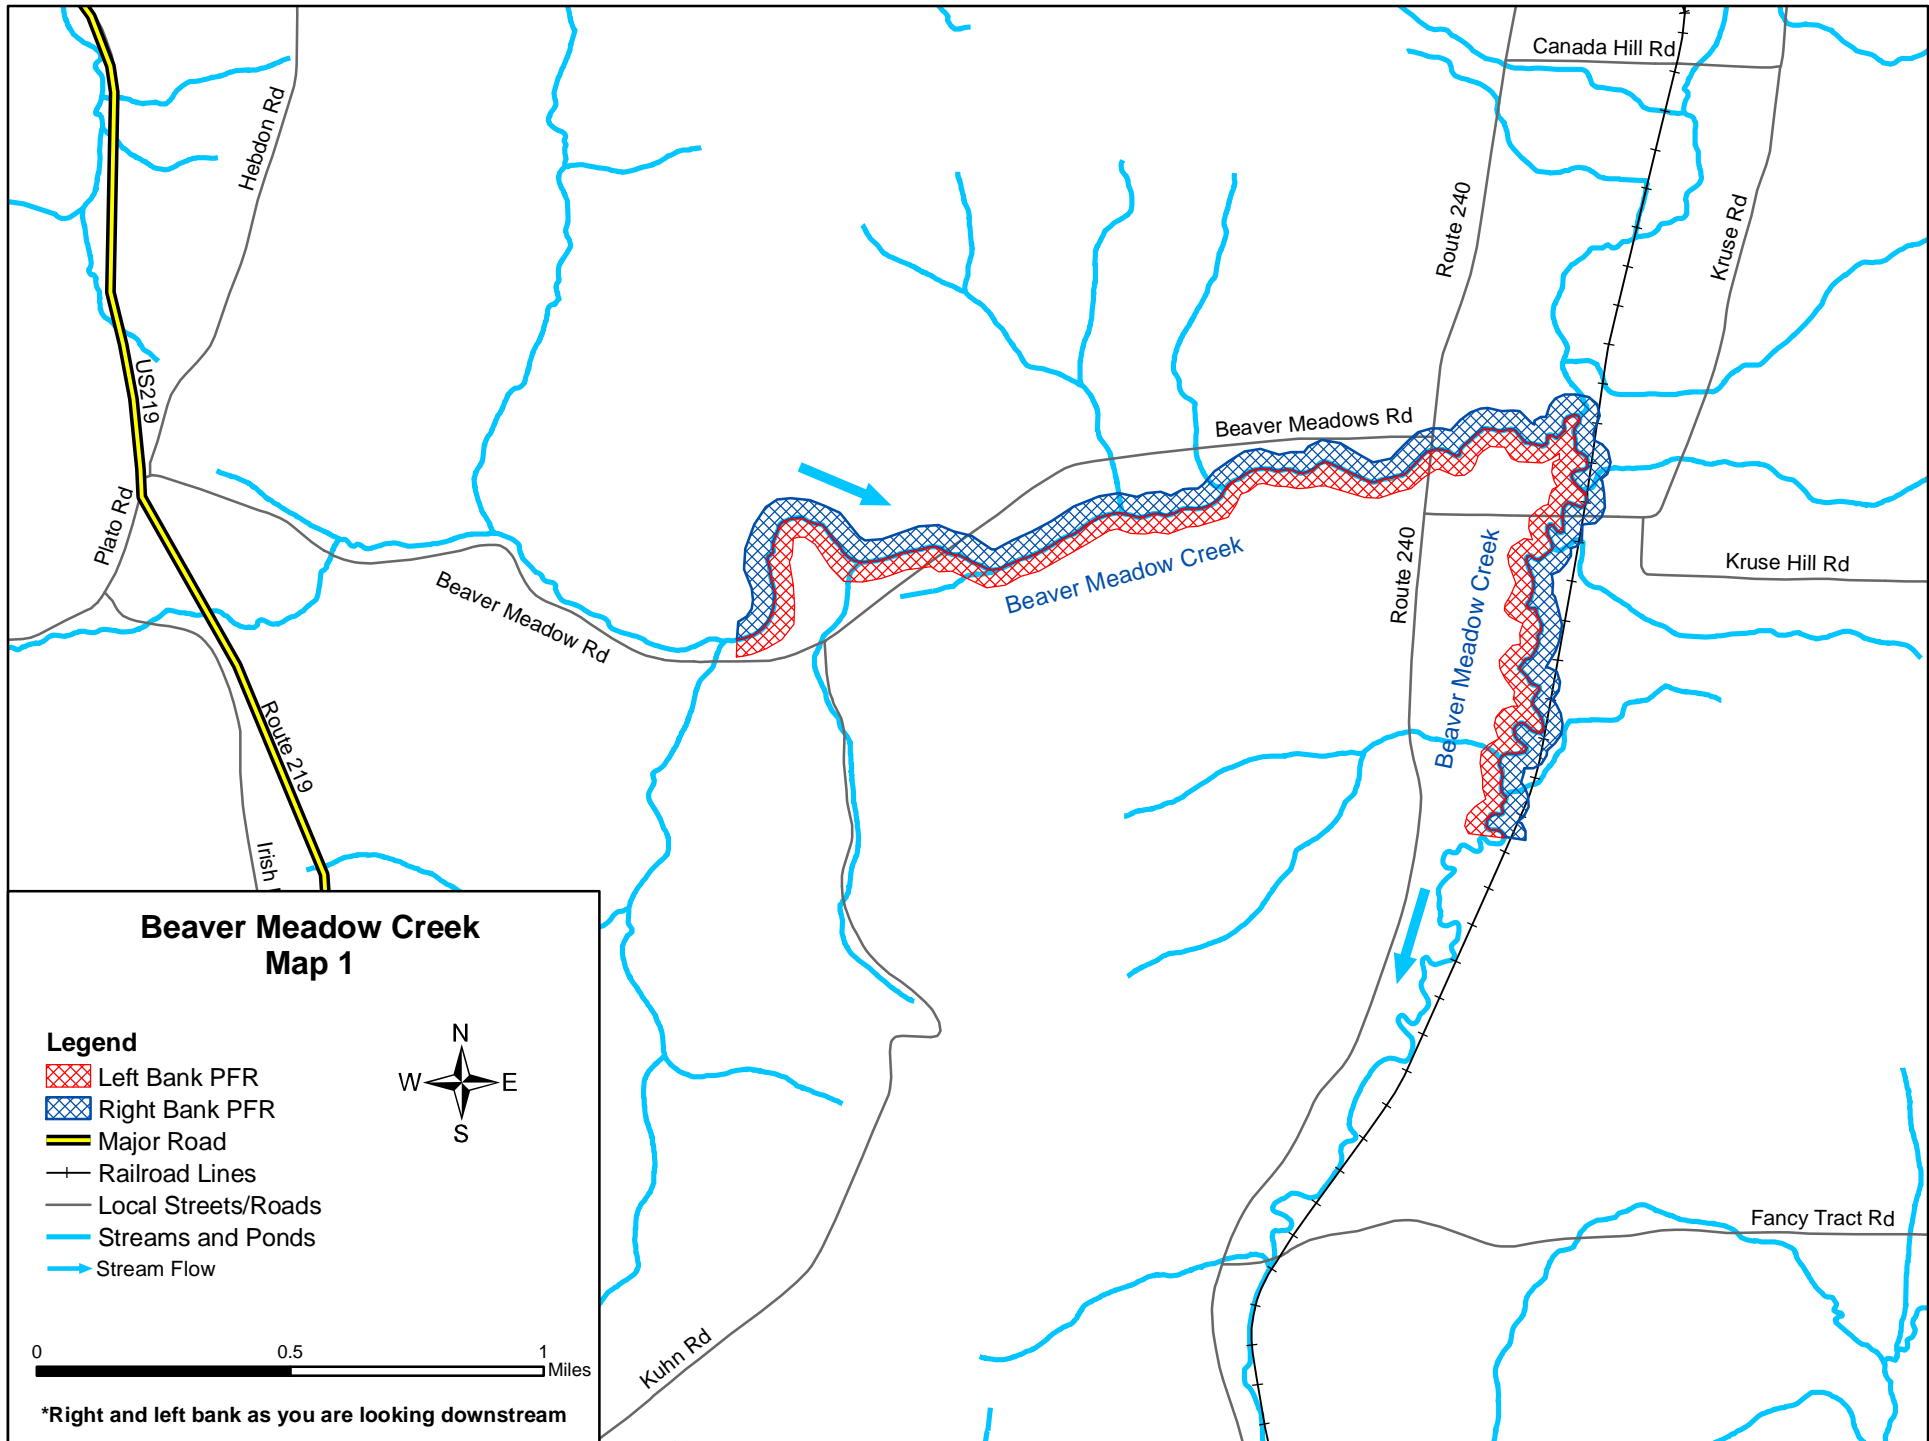 Canada Hill Rd
Hebdon Rd
Route 240
Kruse Rd
US219
Beaver Meadows Rd
Plato Rd
Beaver Meadow Rd
Beaver Meadow Creek
Route 240
Beaver Meadow Creek
Kruse Hill Rd
Route 219
Irish
Beaver Meadow Creek
Map 1
Legend
Left Bank PFR
Right Bank PFR
Major Road
Railroad Lines
Local Streets/Roads
Streams and Ponds
Stream Flow
N
W E
S
0 0.5 1
Miles
*Right and left bank as you are looking downstream
Kuhn Rd
Fancy Tract Rd